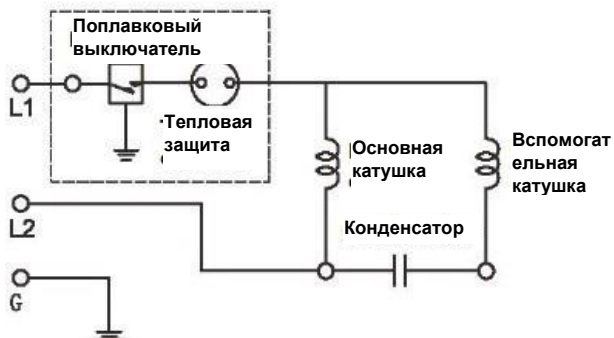 Поплавковый
выключатель
L1
Тепловая
защита
Основная
катушка
Вспомогат
ельная
катушка
L2
Конденсатор
G